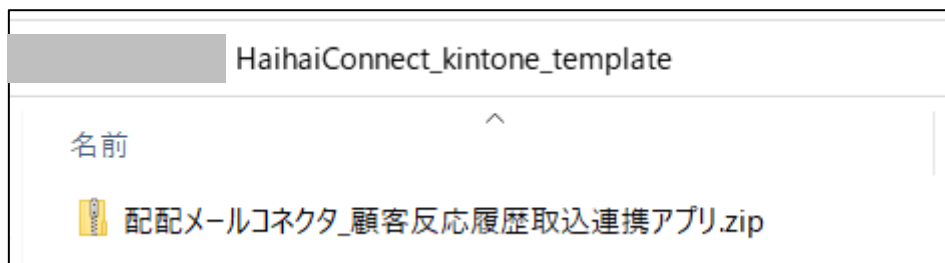 HaihaiConnect_kintone_template
名前
配配メールコネクタ_顧客反応履歴取込連携アプリ.zip